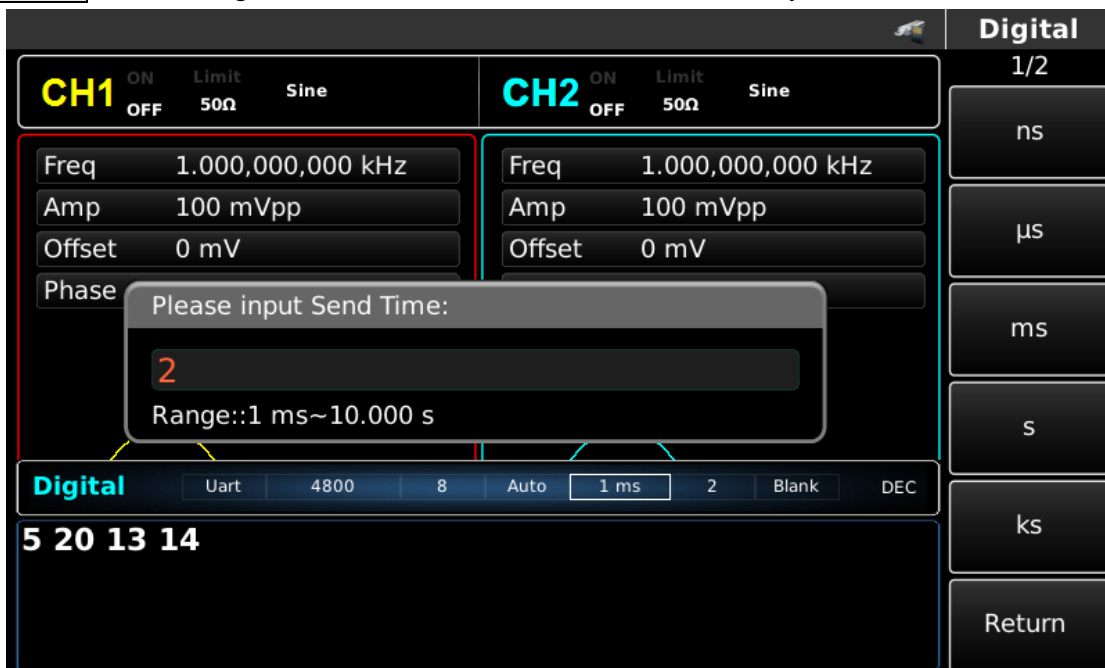 Digital
1/2
CH1 ON OFF Limit 50Ω Sine
CH2 ON OFF Limit 50Ω Sine
ns
Freq 1.000,000,000 kHz
Freq 1.000,000,000 kHz
Amp 100 mVpp
Amp 100 mVpp
µs
Offset 0 mV
Offset 0 mV
Phase
Please input Send Time:
ms
2
Range::1 ms~10.000 s
s
Digital Uart 4800 8 Auto 1 ms 2 Blank DEC
5 20 13 14
ks
Return